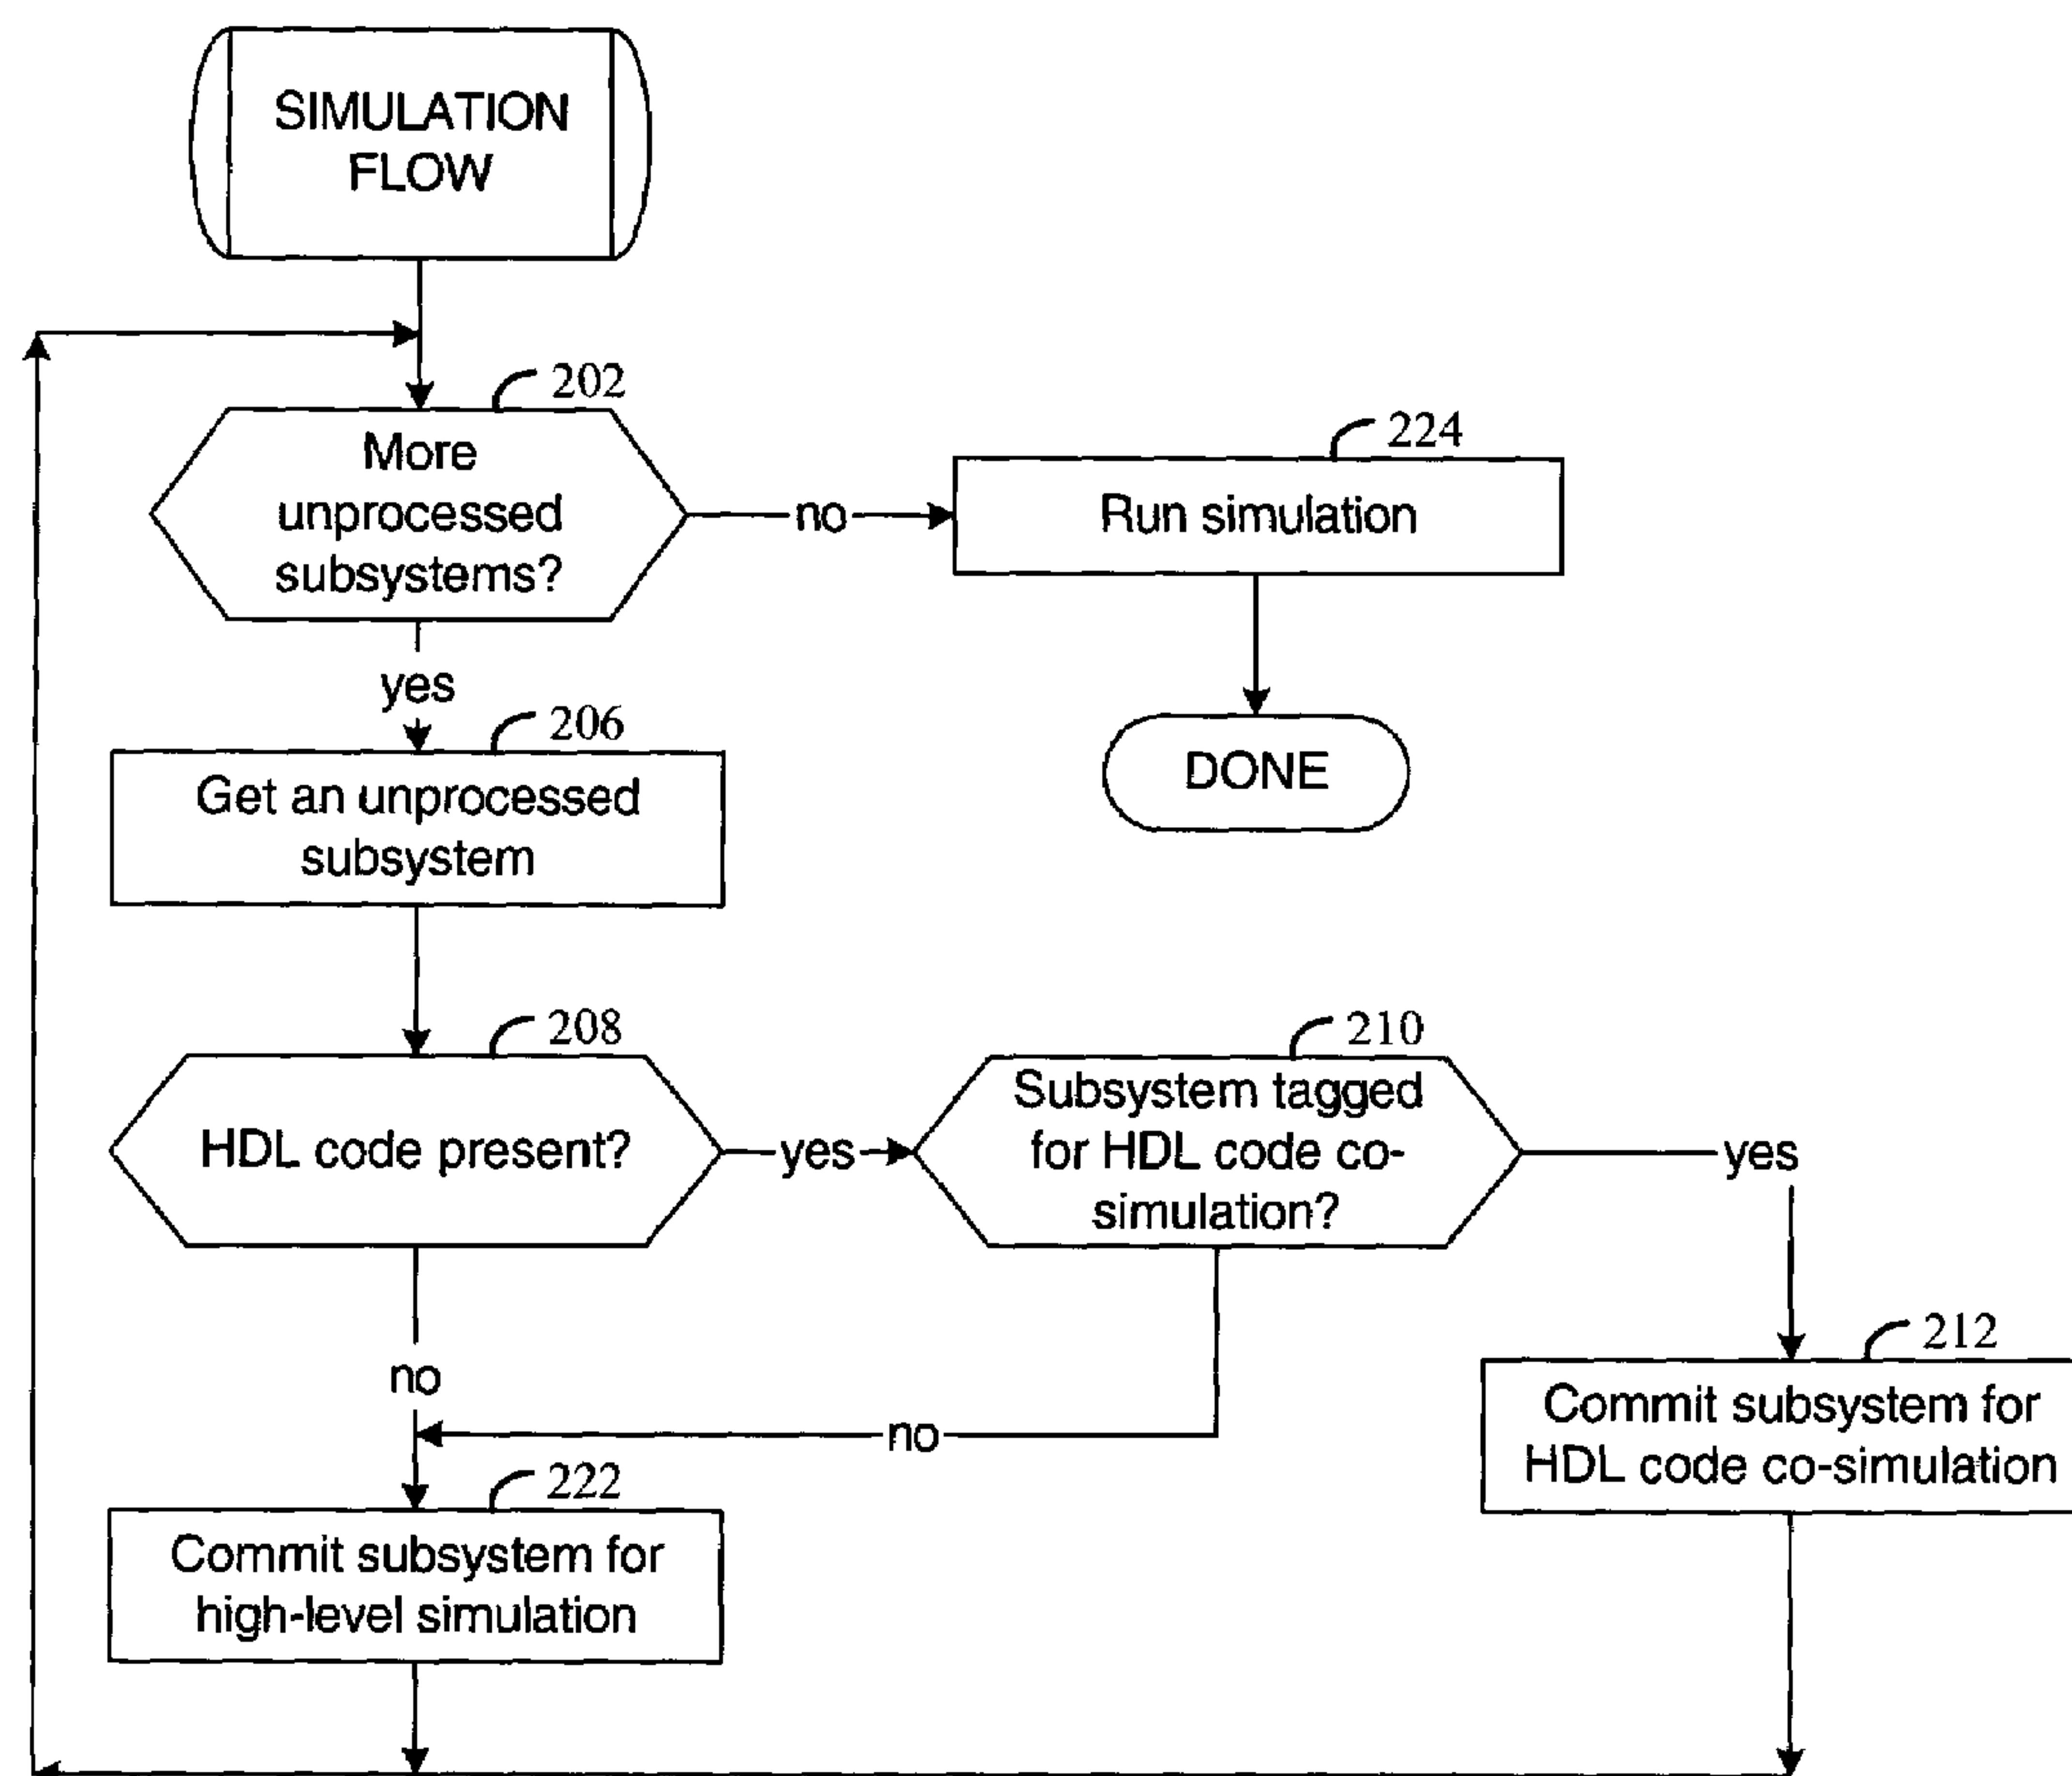 SIMULATION
FLOW
202
More
unprocessed
subsystems?
no
224
Run simulation
DONE
yes
206
Get an unprocessed
subsystem
208
HDL code present?
yes
210
Subsystem tagged
for HDL code co-
simulation?
yes
no
no
212
Commit subsystem for
HDL code co-simulation
222
Commit subsystem for
high-level simulation